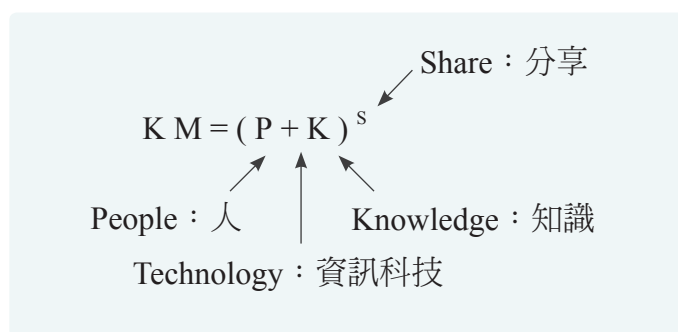 Share：分享
K M = ( P + K ) S
People：人
Knowledge：知識
Technology：資訊科技